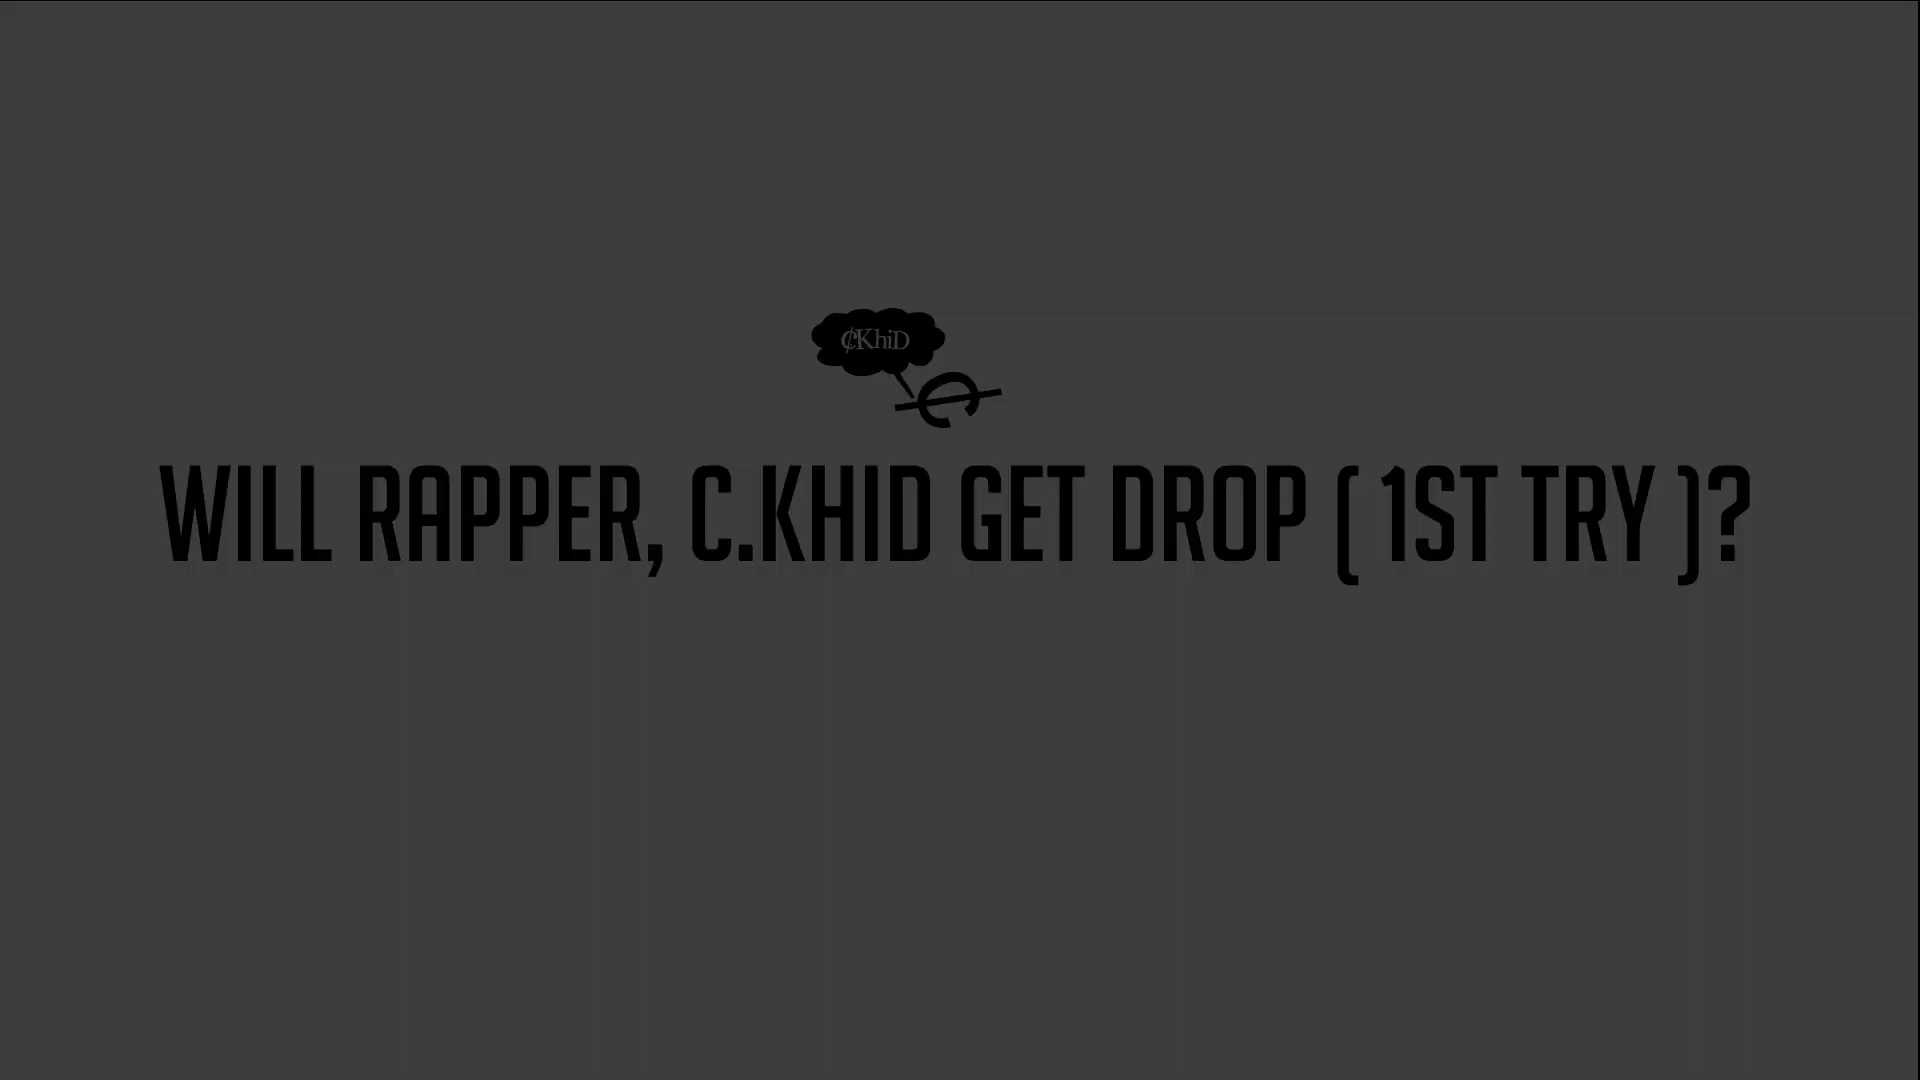 ₵KhiD
WILL RAPPER, C.KHID GET DROP ( 1ST TRY )?